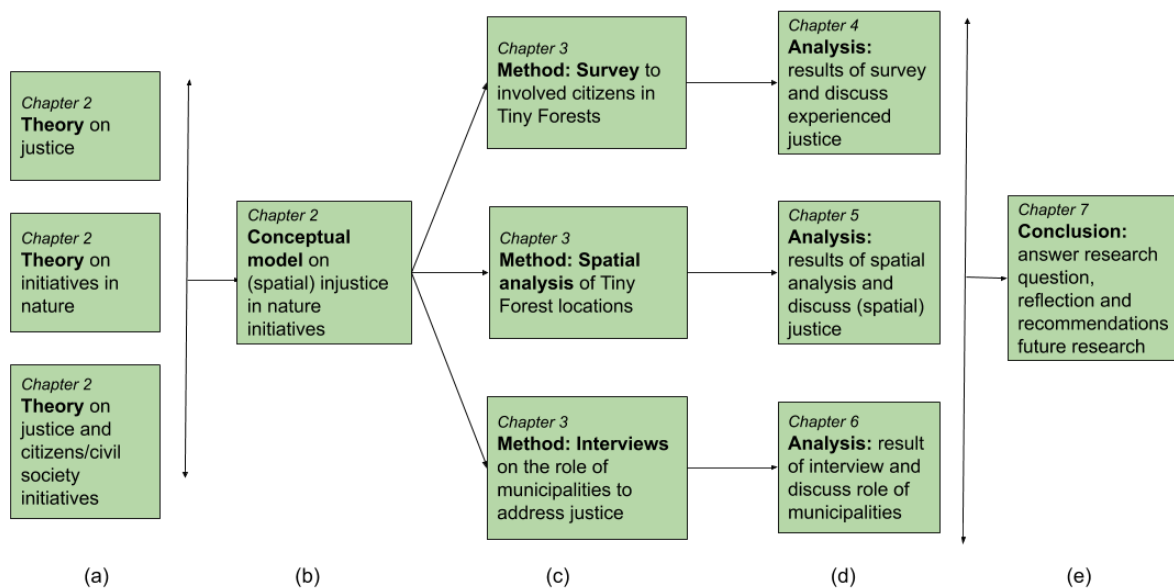 Chapter 2
Theory on
justice
Chapter 2
Theory on
initiatives in
nature
Chapter 2
Theory on
justice and
citizens/civil
society
initiatives
Chapter 2
Conceptual
model on
(spatial) injustice
in nature
initiatives
Chapter 3
Method: Survey to
involved citizens in
Tiny Forests
Chapter 3
Method: Spatial
analysis of Tiny
Forest locations
Chapter 3
Method: Interviews
on the role of
municipalities to
address justice
Chapter 4
Analysis:
results of survey
and discuss
experienced
justice
Chapter 5
Analysis:
results of spatial
analysis and
discuss (spatial)
justice
Chapter 6
Analysis: result
of interview and
discuss role of
municipalities
Chapter 7
Conclusion:
answer research
question,
reflection and
recommendations
future research
(a)
(b)
(c)
(d)
(e)